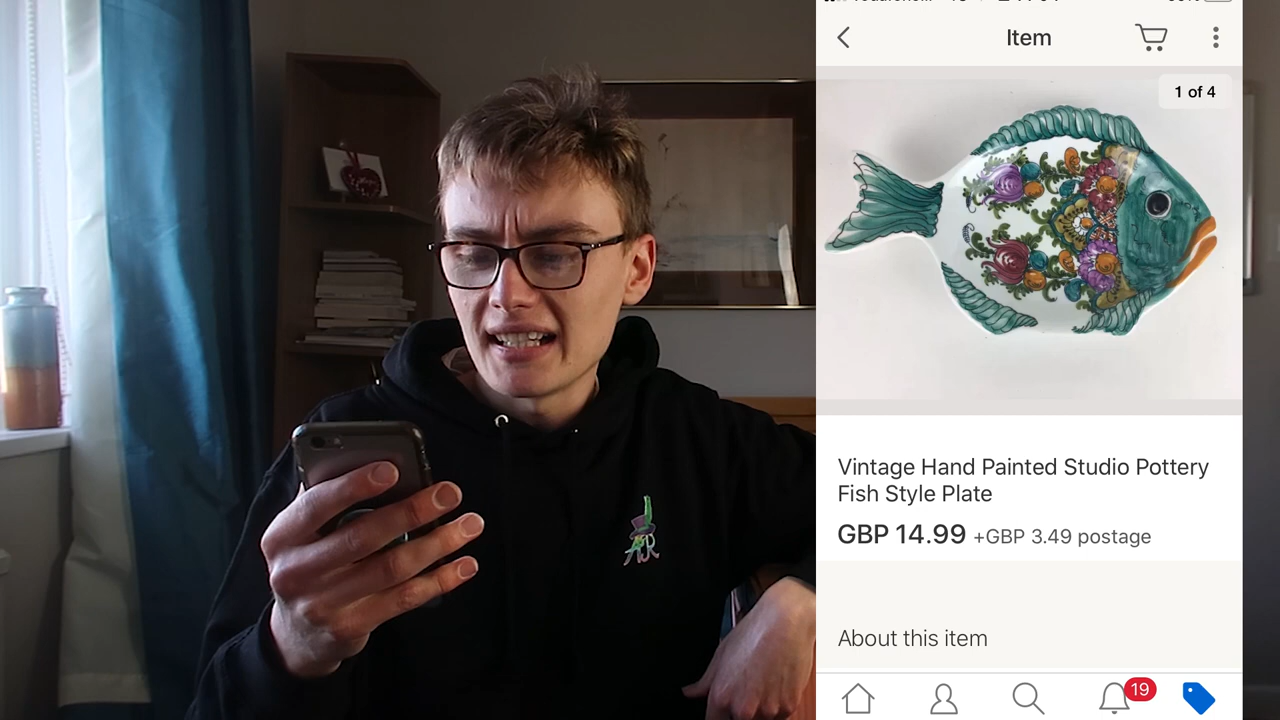 Item
1 of 4
Vintage Hand Painted Studio Pottery
Fish Style Plate
GBP 14.99 +GBP 3.49 postage
About this item
19
AR